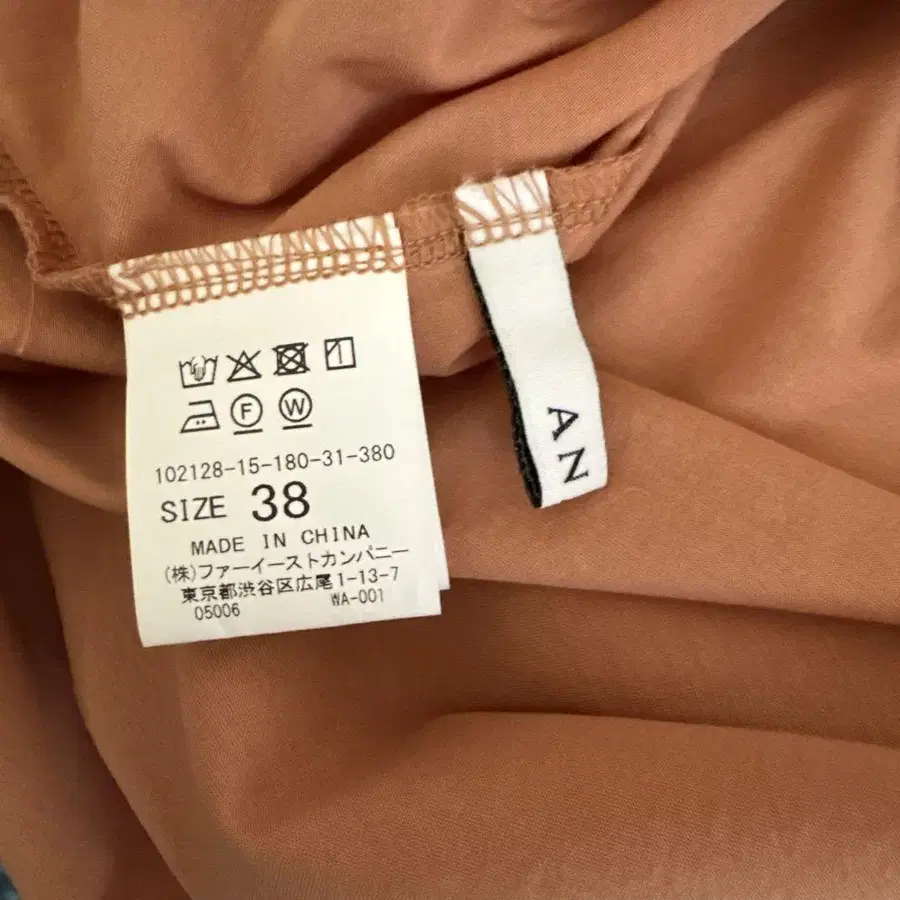 F W
102128-15-180-31-380
SIZE 38
MADE IN CHINA
(株)ファーイーストカンパニー
東京都渋谷区広尾1-13-7
05006 WA-001
AN